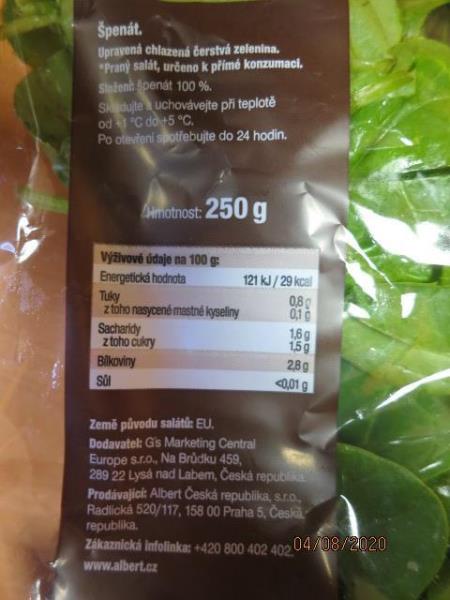 Špenát.
Upravená chlazená čerstvá zelenina.
*Praný salát, určeno k přímé konzumaci.
Složení: špenát 100 %.
Skladujte a uchovávejte při teplotě
od +1 °C do +5 °C.
Po otevření spotřebujte do 24 hodin.
Hmotnost: 250 g
Výživové údaje na 100 g:
Energetická hodnota 121 kJ / 29 kcal
Tuky 0,8 g
z toho nasycené mastné kyseliny 0,1 g
Sacharidy 1,6 g
z toho cukry 1,5 g
Bílkoviny 2,8 g
Sůl <0,01 g
Země původu salátů: EU.
Dodavatel: G's Marketing Central
Europe s.r.o., Na Brůdku 459,
289 22 Lysá nad Labem, Česká republika.
Prodávající: Albert Česká republika, s.r.o.,
Radlická 520/117, 158 00 Praha 5, Česká
republika.
Zákaznická infolinka: +420 800 402 402
www.albert.cz
04/08/2020